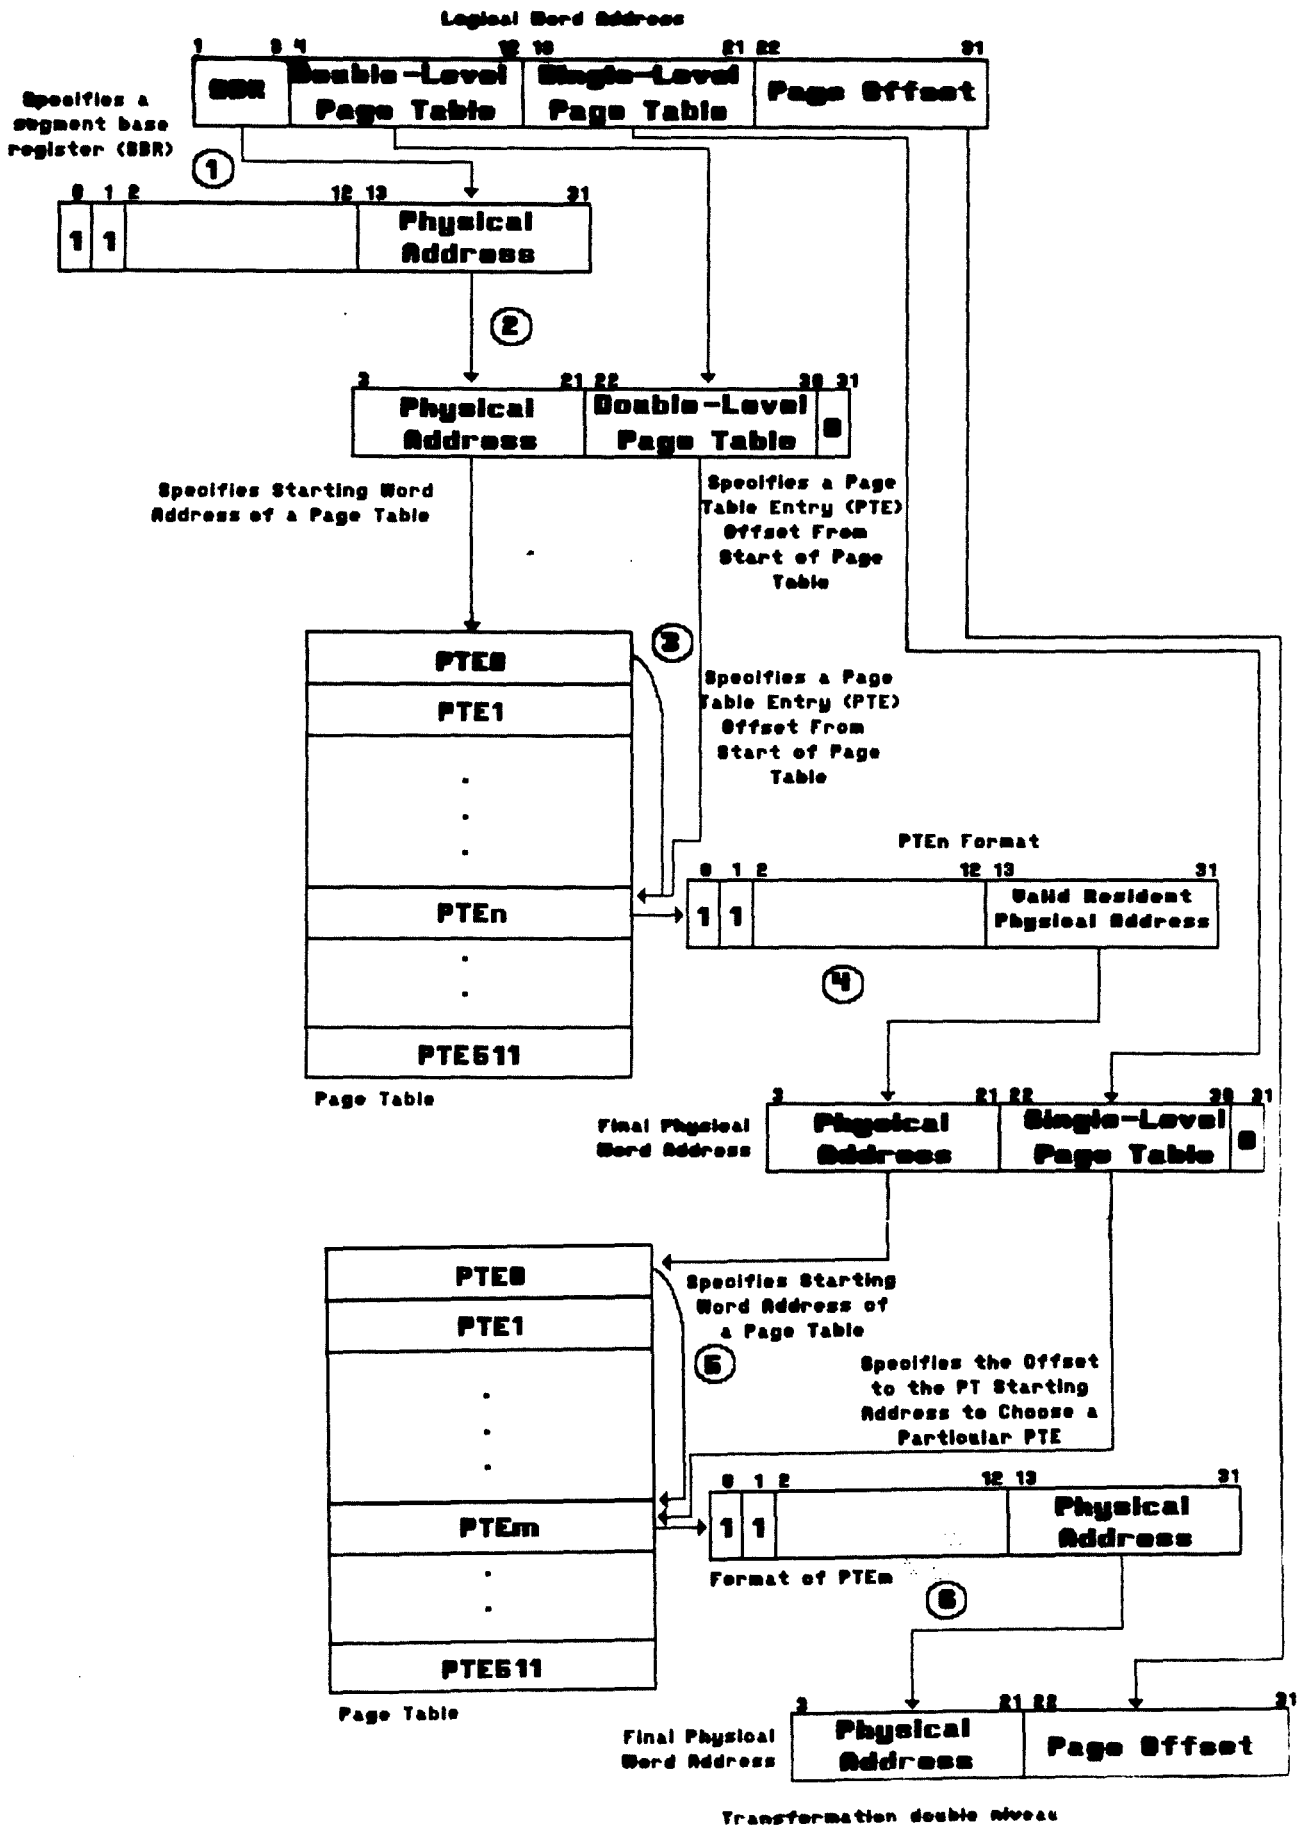 Logical Word Address
1 3 4 12 13 21 22 31
SBR
Double-Level
Page Table
Single-Level
Page Table
Page Offset
Specifies a
segment base
register (SBR)
1
0 1 2 12 13 31
1 1
Physical
Address
2
3 21 22 30 31
Physical
Address
Double-Level
Page Table
0
Specifies Starting Word
Address of a Page Table
Specifies a Page
Table Entry (PTE)
Offset From
Start of Page
Table
3
PTE0
PTE1
Specifies a Page
Table Entry (PTE)
Offset From
Start of Page
Table
PTEn Format
0 1 2 12 13 31
PTEn
1 1
Valid Resident
Physical Address
4
PTE511
Page Table
3 21 22 30 31
Final Physical
Word Address
Physical
Address
Single-Level
Page Table
0
PTE0
PTE1
Specifies Starting
Word Address of
a Page Table
5
Specifies the Offset
to the PT Starting
Address to Choose a
Particular PTE
0 1 2 12 13 31
PTEm
1 1
Physical
Address
Format of PTEm
6
PTE511
Page Table
3 21 22 31
Final Physical
Word Address
Physical
Address
Page Offset
Transformation double niveau